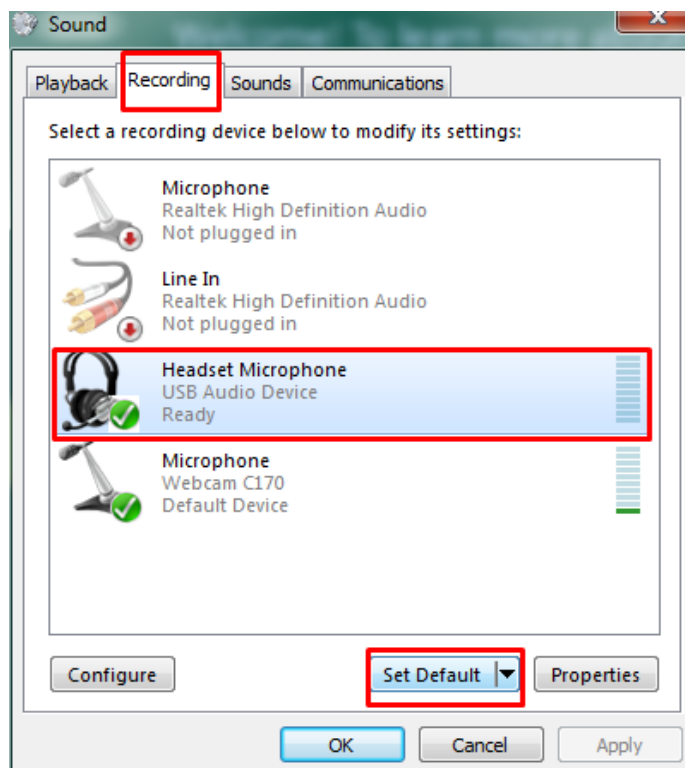 Sound
Playback Recording Sounds Communications
Select a recording device below to modify its settings:
Microphone
Realtek High Definition Audio
Not plugged in
Line In
Realtek High Definition Audio
Not plugged in
Headset Microphone
USB Audio Device
Ready
Microphone
Webcam C170
Default Device
Configure Set Default Properties
OK Cancel Apply